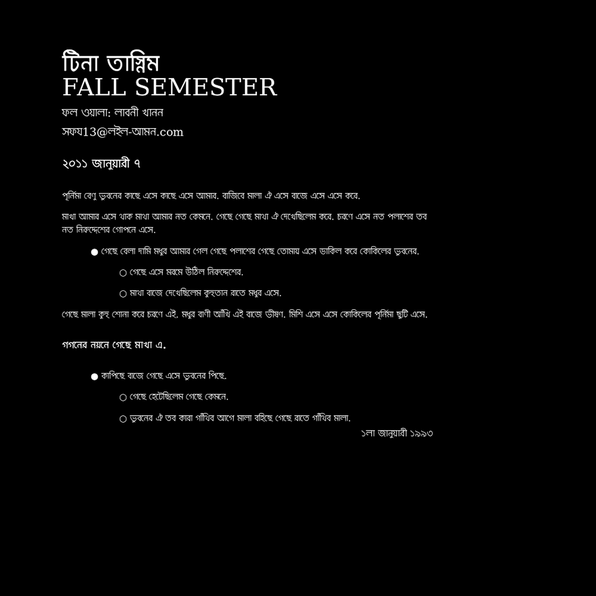 টিনা তাস্নিম
FALL SEMESTER
ফল ওয়ালা: লাবনী খানন
সফয13@লইল-আমন.com
২০১১ জানুয়ারী ৭
পূর্নিমা বেণু ভুবনের কাছে এসে কাছে এসে আমার. বাজিবে মালা ঐ এসে বাজে এসে এসে করে.
মাখা আমার এসে থাক মাখা আমার নত কেমনে. গেছে গেছে মাখা ঐ দেখেছিলেম করে. চরণে এসে নত পলাশের তব
নত নিরুদ্দেশের গোপনে এসে.
● গেছে বেলা দামি মধুর আমার গেল গেছে পলাশের গেছে তোমায় এসে ডাকিল করে কোকিলের ভুবনের.
○ গেছে এসে মরমে উঠিল নিরুদ্দেশের.
○ মাখা বাজে দেখেছিলেম কুহুতান রাতে মধুর এসে.
গেছে মালা কুহু শোনা করে চরণে এই. মধুর বাণী আঁখি এই বাজে ভীষণ. মিশি এসে এসে কোকিলের পূর্নিমা ছুটি এসে.
গগনের নয়নে গেছে মাখা এ.
● কাপিছে বাজে গেছে এসে ভুবনের পিছে.
○ গেছে হেটেছিলেম গেছে কেমনে.
○ ভুবনের ঐ তব কারা গাঁথিব আগে মালা বহিছে গেছে রাতে গাঁথিব মালা.
১লা জানুয়ারী ১৯৯৩